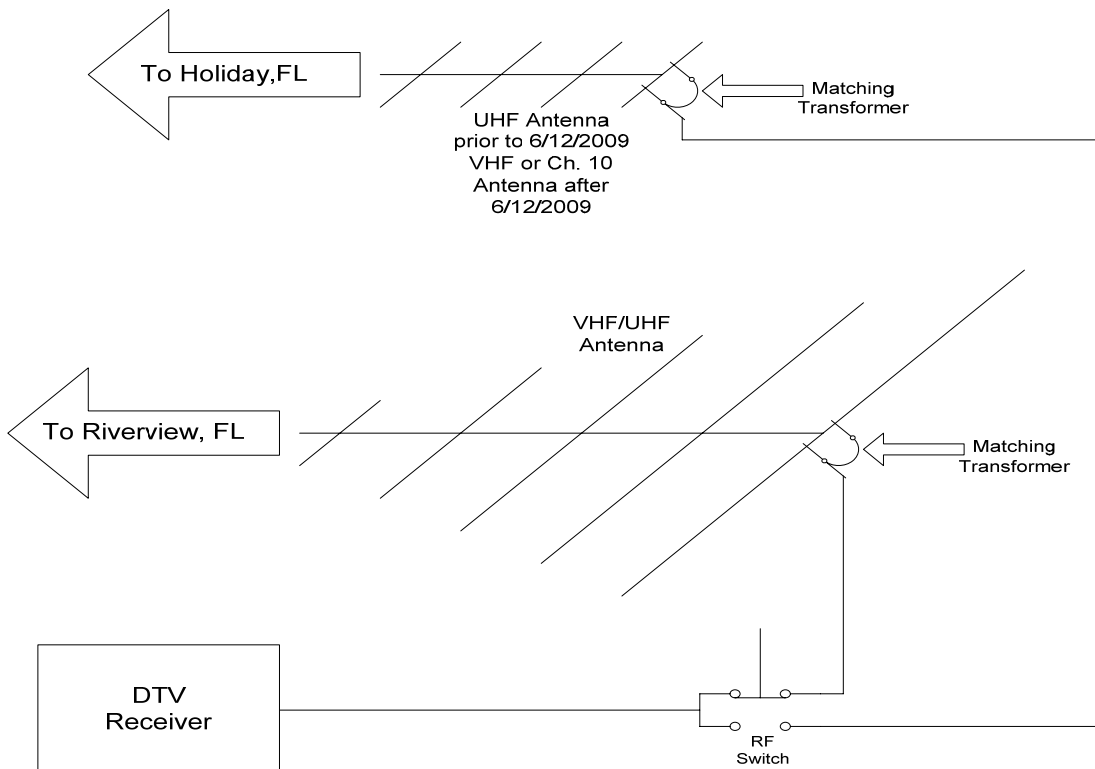 To Holiday,FL
Matching
Transformer
UHF Antenna
prior to 6/12/2009
VHF or Ch. 10
Antenna after
6/12/2009
VHF/UHF
Antenna
To Riverview, FL
Matching
Transformer
DTV
Receiver
RF
Switch